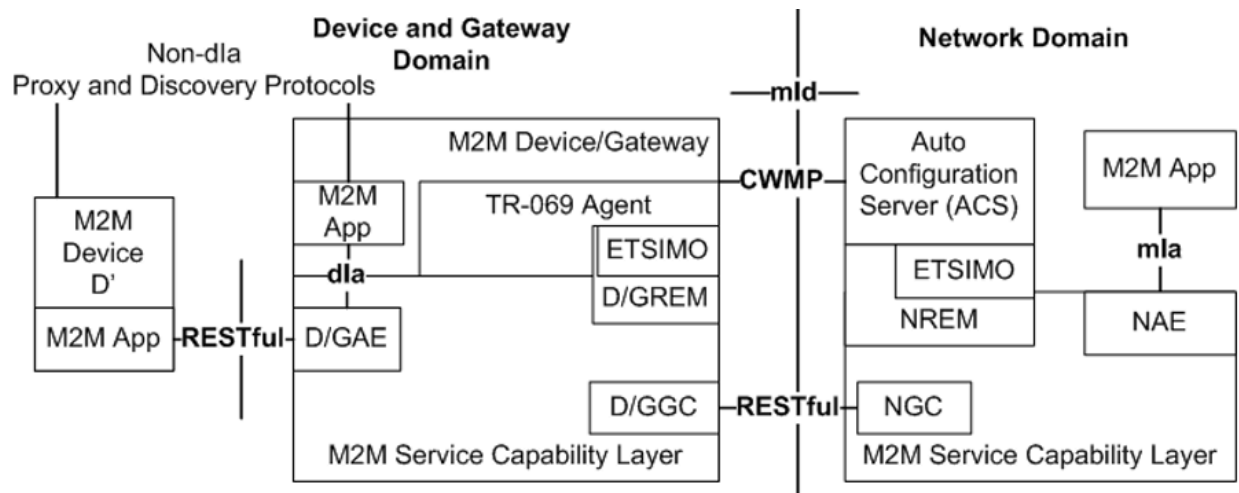 Device and Gateway
Domain
Network Domain
Non-dIa
Proxy and Discovery Protocols
mId
M2M Device/Gateway
Auto
Configuration
Server (ACS)
M2M App
CWMP
M2M
App
TR-069 Agent
M2M
Device
D'
ETSIMO
mIa
dIa
ETSIMO
D/GREM
NREM
NAE
M2M App
RESTful
D/GAE
D/GGC
RESTful
NGC
M2M Service Capability Layer
M2M Service Capability Layer